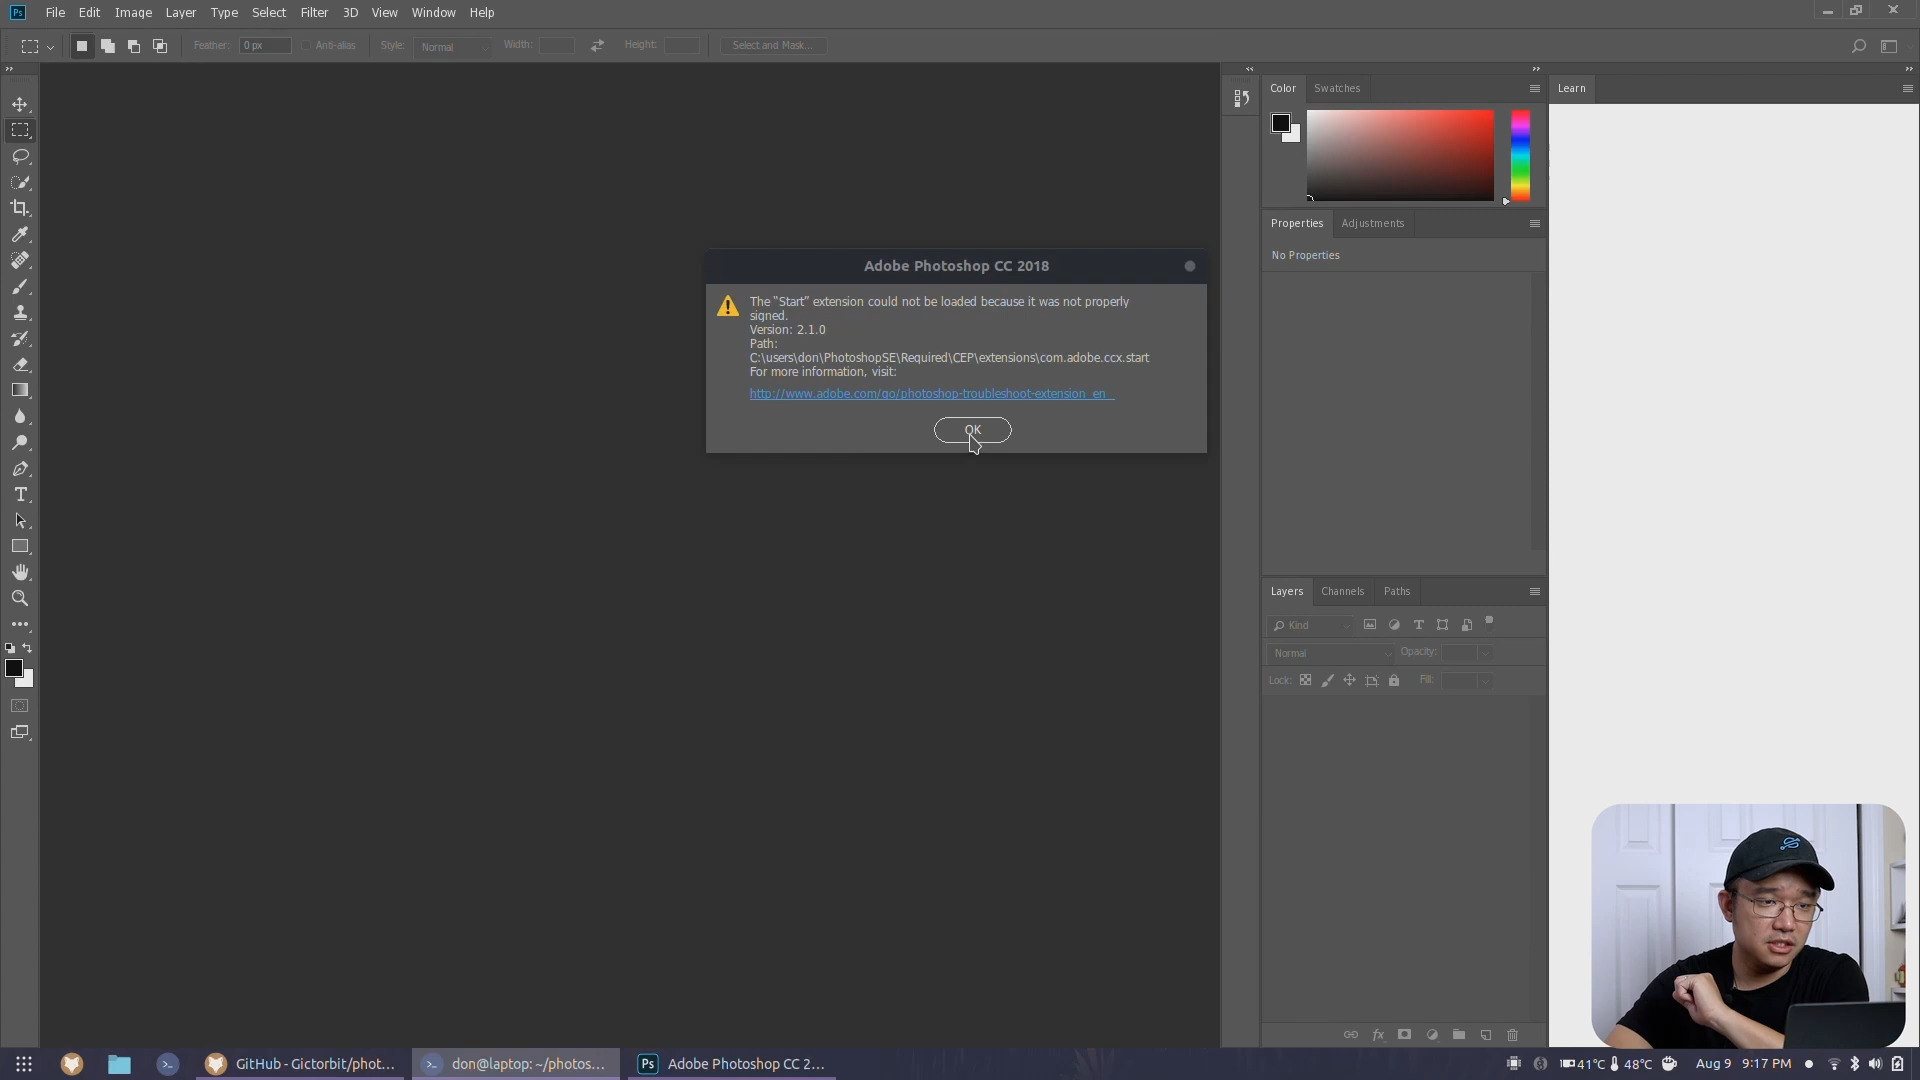 Ps File Edit Image Layer Type Select Filter 3D View Window Help
Feather: 0 px Anti-alias Style: Normal Width: Height: Select and Mask...
Color Swatches
Learn
Properties Adjustments
No Properties
Adobe Photoshop CC 2018
The “Start” extension could not be loaded because it was not properly
signed.
Version: 2.1.0
Path:
C:\users\don\PhotoshopSE\Required\CEP\extensions\com.adobe.ccx.start
For more information, visit:
http://www.adobe.com/go/photoshop-troubleshoot-extension_en_
OK
Layers Channels Paths
Kind
Normal Opacity:
Lock: Fill:
fx
GitHub - Gictorbit/phot...
don@laptop: ~/photos...
Ps Adobe Photoshop CC 2...
41°C 48°C Aug 9 9:17 PM